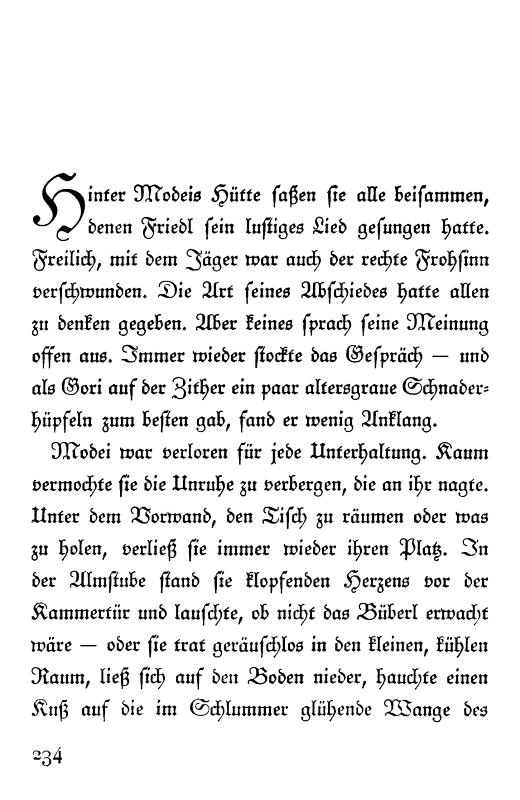 Hinter Modeis Hütte saßen sie alle beisammen,
denen Friedl sein lustiges Lied gesungen hatte.
Freilich, mit dem Jäger war auch der rechte Frohsinn
verschwunden. Die Art seines Abschiedes hatte allen
zu denken gegeben. Aber keines sprach seine Meinung
offen aus. Immer wieder stockte das Gespräch — und
als Gori auf der Zither ein paar altersgraue Schnader-
hüpfeln zum besten gab, fand er wenig Anklang.
Modei war verloren für jede Unterhaltung. Kaum
vermochte sie die Unruhe zu verbergen, die an ihr nagte.
Unter dem Vorwand, den Tisch zu räumen oder was
zu holen, verließ sie immer wieder ihren Platz. In
der Almstube stand sie klopfenden Herzens vor der
Kammertür und lauschte, ob nicht das Büberl erwacht
wäre — oder sie trat geräuschlos in den kleinen, kühlen
Raum, ließ sich auf den Boden nieder, hauchte einen
Kuß auf die im Schlummer glühende Wange des
234